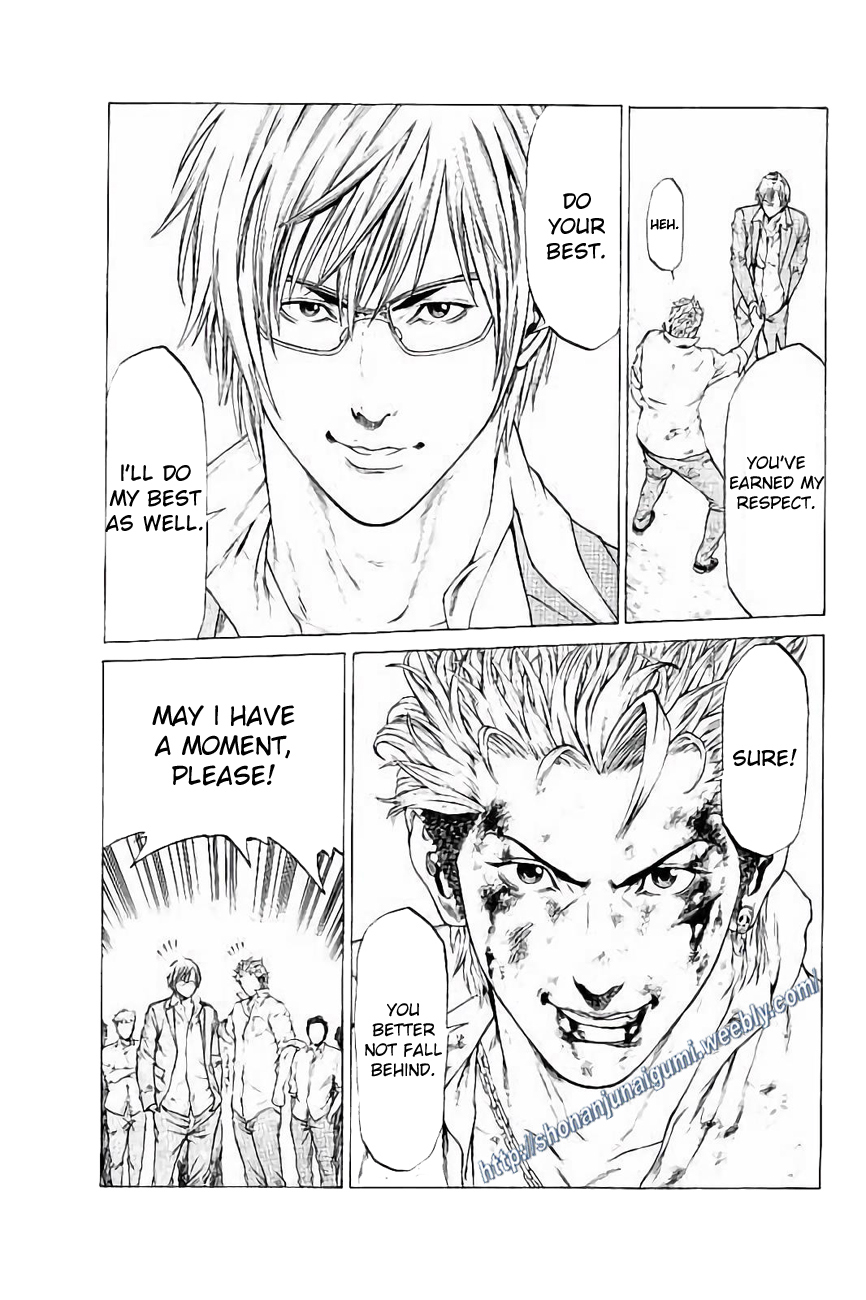 HEH.
YOU'VE
EARNED MY
RESPECT.
DO
YOUR
BEST.
I'LL DO
MY BEST
AS WELL.
SURE!
YOU
BETTER
NOT FALL
BEHIND.
http://shonanjunaigumi.weebly.com/
MAY I HAVE
A MOMENT,
PLEASE!